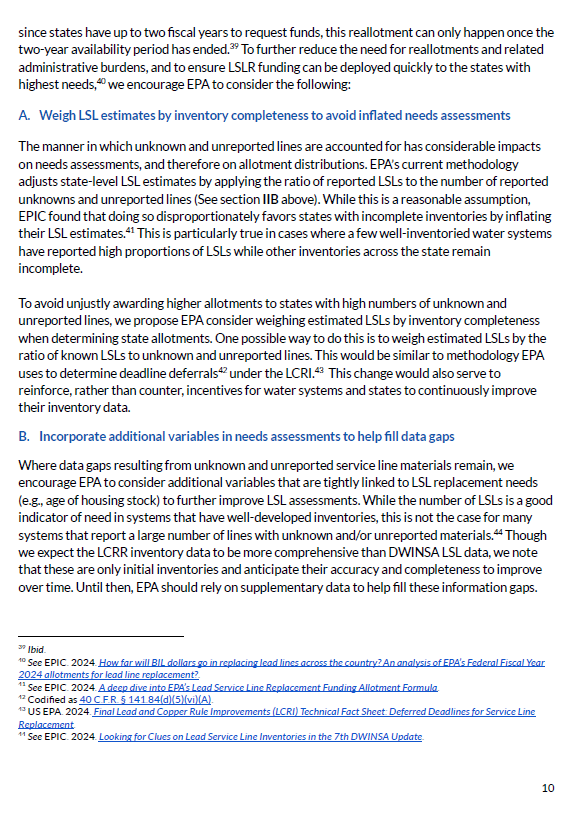 since states have up to two fiscal years to request funds, this reallotment can only happen once the
two-year availability period has ended.³⁹ To further reduce the need for reallotments and related
administrative burdens, and to ensure LSLR funding can be deployed quickly to the states with
highest needs,⁴⁰ we encourage EPA to consider the following:
A. Weigh LSL estimates by inventory completeness to avoid inflated needs assessments
The manner in which unknown and unreported lines are accounted for has considerable impacts
on needs assessments, and therefore on allotment distributions. EPA's current methodology
adjusts state-level LSL estimates by applying the ratio of reported LSLs to the number of reported
unknowns and unreported lines (See section IIB above). While this is a reasonable assumption,
EPIC found that doing so disproportionately favors states with incomplete inventories by inflating
their LSL estimates.⁴¹ This is particularly true in cases where a few well-inventoried water systems
have reported high proportions of LSLs while other inventories across the state remain
incomplete.
To avoid unjustly awarding higher allotments to states with high numbers of unknown and
unreported lines, we propose EPA consider weighing estimated LSLs by inventory completeness
when determining state allotments. One possible way to do this is to weigh estimated LSLs by the
ratio of known LSLs to unknown and unreported lines. This would be similar to methodology EPA
uses to determine deadline deferrals⁴² under the LCRI.⁴³ This change would also serve to
reinforce, rather than counter, incentives for water systems and states to continuously improve
their inventory data.
B. Incorporate additional variables in needs assessments to help fill data gaps
Where data gaps resulting from unknown and unreported service line materials remain, we
encourage EPA to consider additional variables that are tightly linked to LSL replacement needs
(e.g., age of housing stock) to further improve LSL assessments. While the number of LSLs is a good
indicator of need in systems that have well-developed inventories, this is not the case for many
systems that report a large number of lines with unknown and/or unreported materials.⁴⁴ Though
we expect the LCRR inventory data to be more comprehensive than DWINSA LSL data, we note
that these are only initial inventories and anticipate their accuracy and completeness to improve
over time. Until then, EPA should rely on supplementary data to help fill these information gaps.
³⁹ Ibid.
⁴⁰ See EPIC. 2024. How far will BIL dollars go in replacing lead lines across the country? An analysis of EPA's Federal Fiscal Year
2024 allotments for lead line replacement?.
⁴¹ See EPIC. 2024. A deep dive into EPA's Lead Service Line Replacement Funding Allotment Formula.
⁴² Codified as 40 C.F.R. § 141.84(d)(5)(vi)(A).
⁴³ US EPA. 2024. Final Lead and Copper Rule Improvements (LCRI) Technical Fact Sheet: Deferred Deadlines for Service Line
Replacement.
⁴⁴ See EPIC. 2024. Looking for Clues on Lead Service Line Inventories in the 7th DWINSA Update.
10